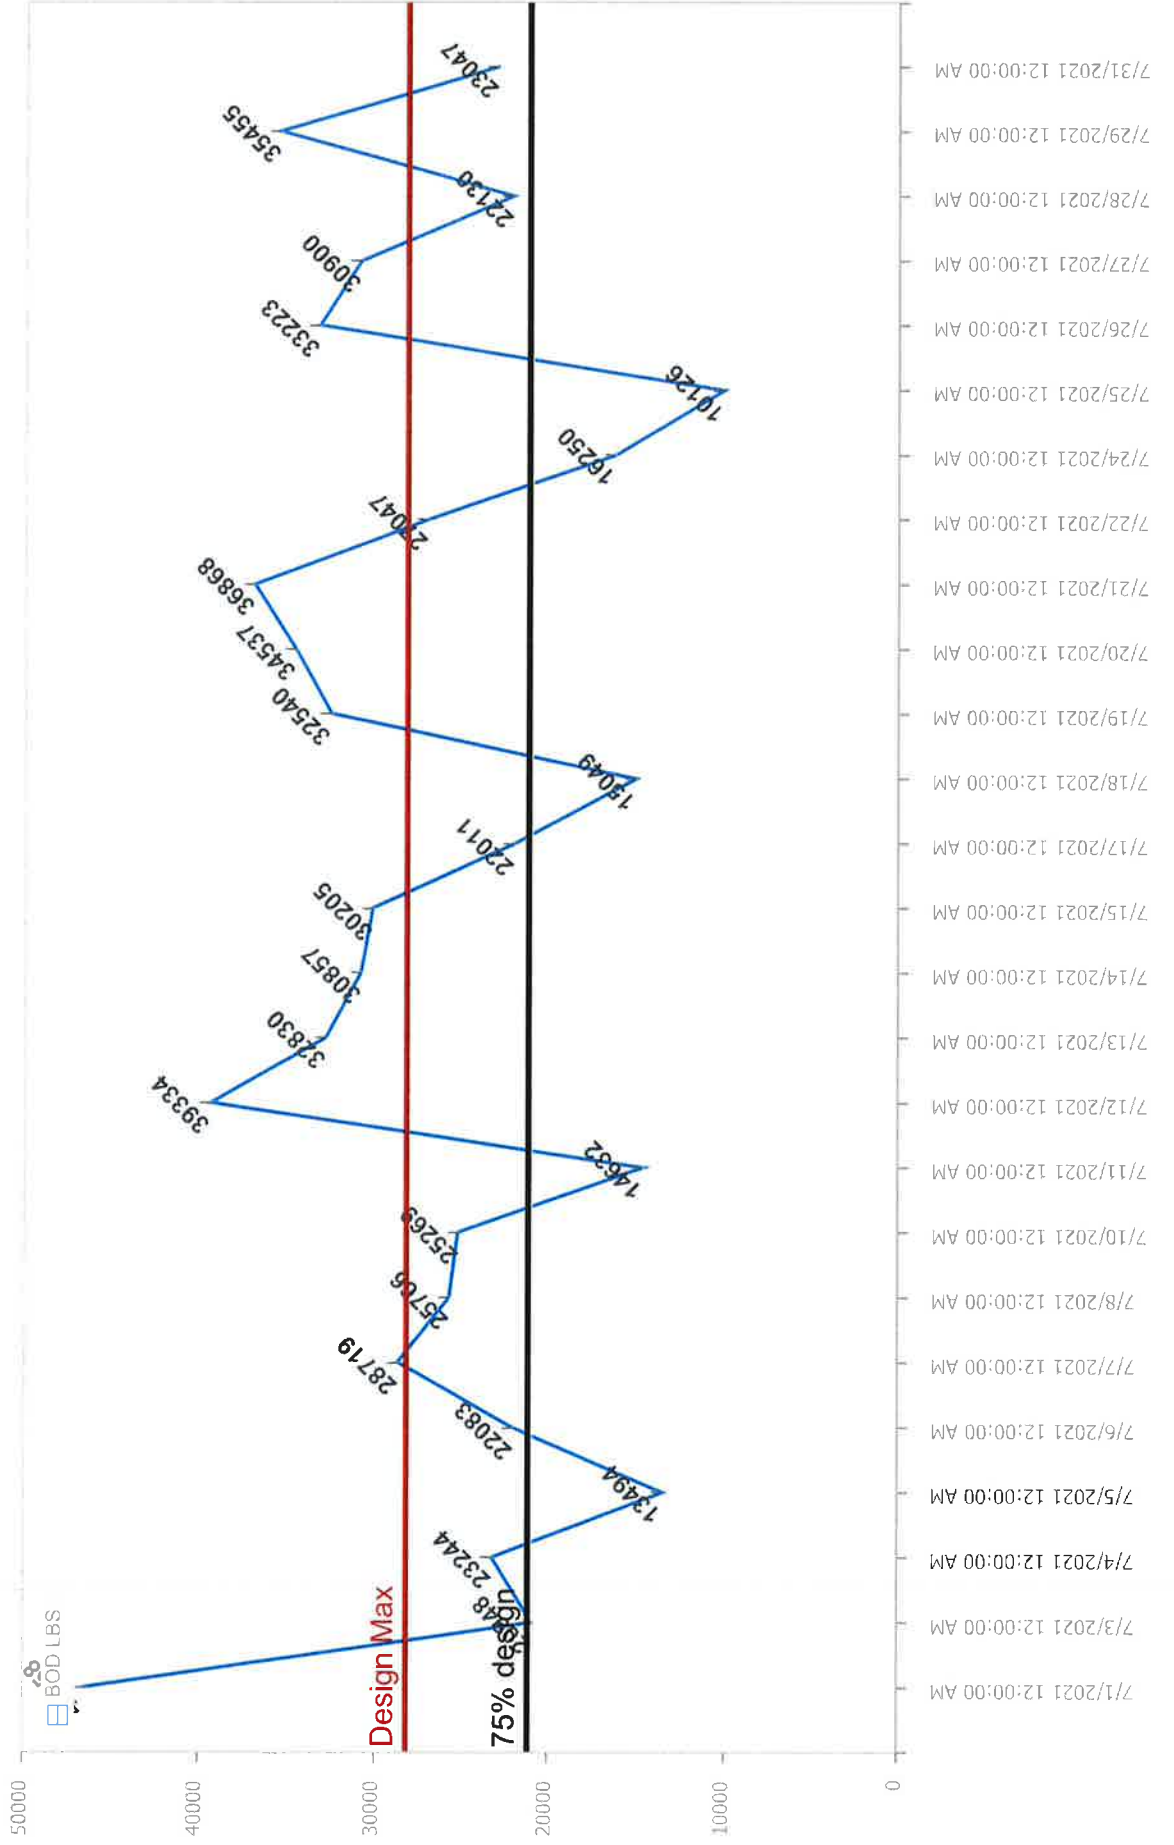 BOD LBS
50000
40000
30000
20000
10000
0
Design Max
75% design
23244
13494
22083
28719
25766
25269
14632
39334
32830
30857
30205
22011
15049
32540
34537
36868
27047
16250
10126
33223
30900
22130
35455
23047
7/1/2021 12:00:00 AM
7/3/2021 12:00:00 AM
7/4/2021 12:00:00 AM
7/5/2021 12:00:00 AM
7/6/2021 12:00:00 AM
7/7/2021 12:00:00 AM
7/8/2021 12:00:00 AM
7/10/2021 12:00:00 AM
7/11/2021 12:00:00 AM
7/12/2021 12:00:00 AM
7/13/2021 12:00:00 AM
7/14/2021 12:00:00 AM
7/15/2021 12:00:00 AM
7/17/2021 12:00:00 AM
7/18/2021 12:00:00 AM
7/19/2021 12:00:00 AM
7/20/2021 12:00:00 AM
7/21/2021 12:00:00 AM
7/22/2021 12:00:00 AM
7/24/2021 12:00:00 AM
7/25/2021 12:00:00 AM
7/26/2021 12:00:00 AM
7/27/2021 12:00:00 AM
7/28/2021 12:00:00 AM
7/29/2021 12:00:00 AM
7/31/2021 12:00:00 AM